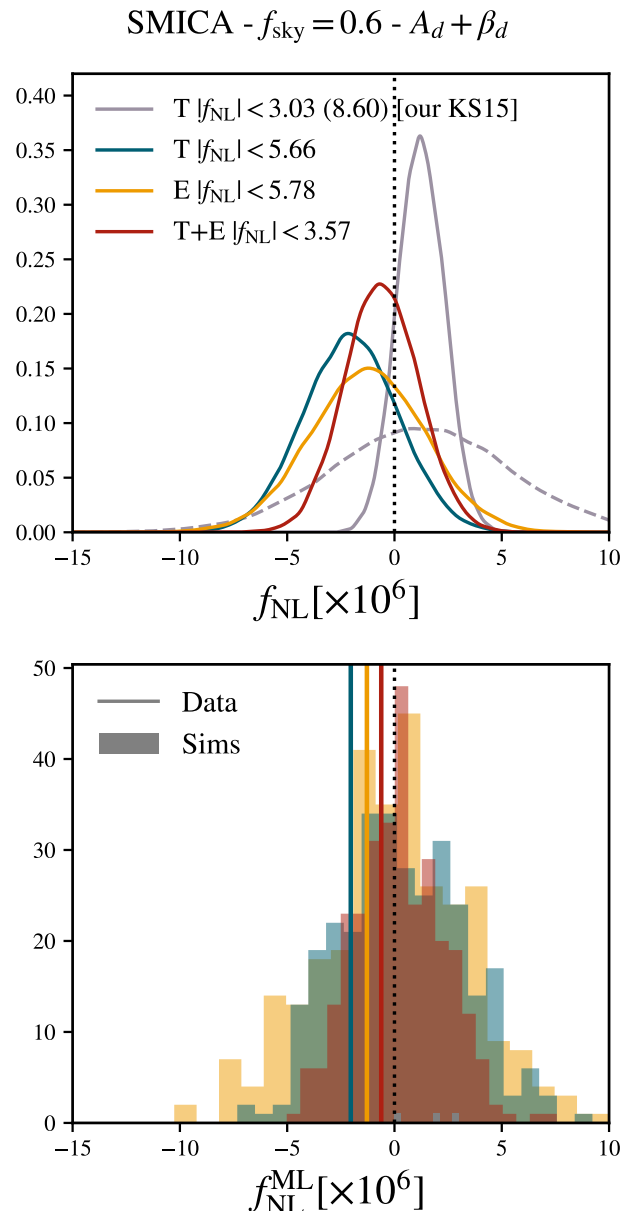 SMICA - f_sky = 0.6 - A_d + β_d
0.40
0.35
0.30
0.25
0.20
0.15
0.10
0.05
0.00
T |f_NL| < 3.03 (8.60) [our KS15]
T |f_NL| < 5.66
E |f_NL| < 5.78
T+E |f_NL| < 3.57
−15 −10 −5 0 5 10
f_NL[×10^6]
50
40
30
20
10
0
Data
Sims
−15 −10 −5 0 5 10
f_NL^ML[×10^6]